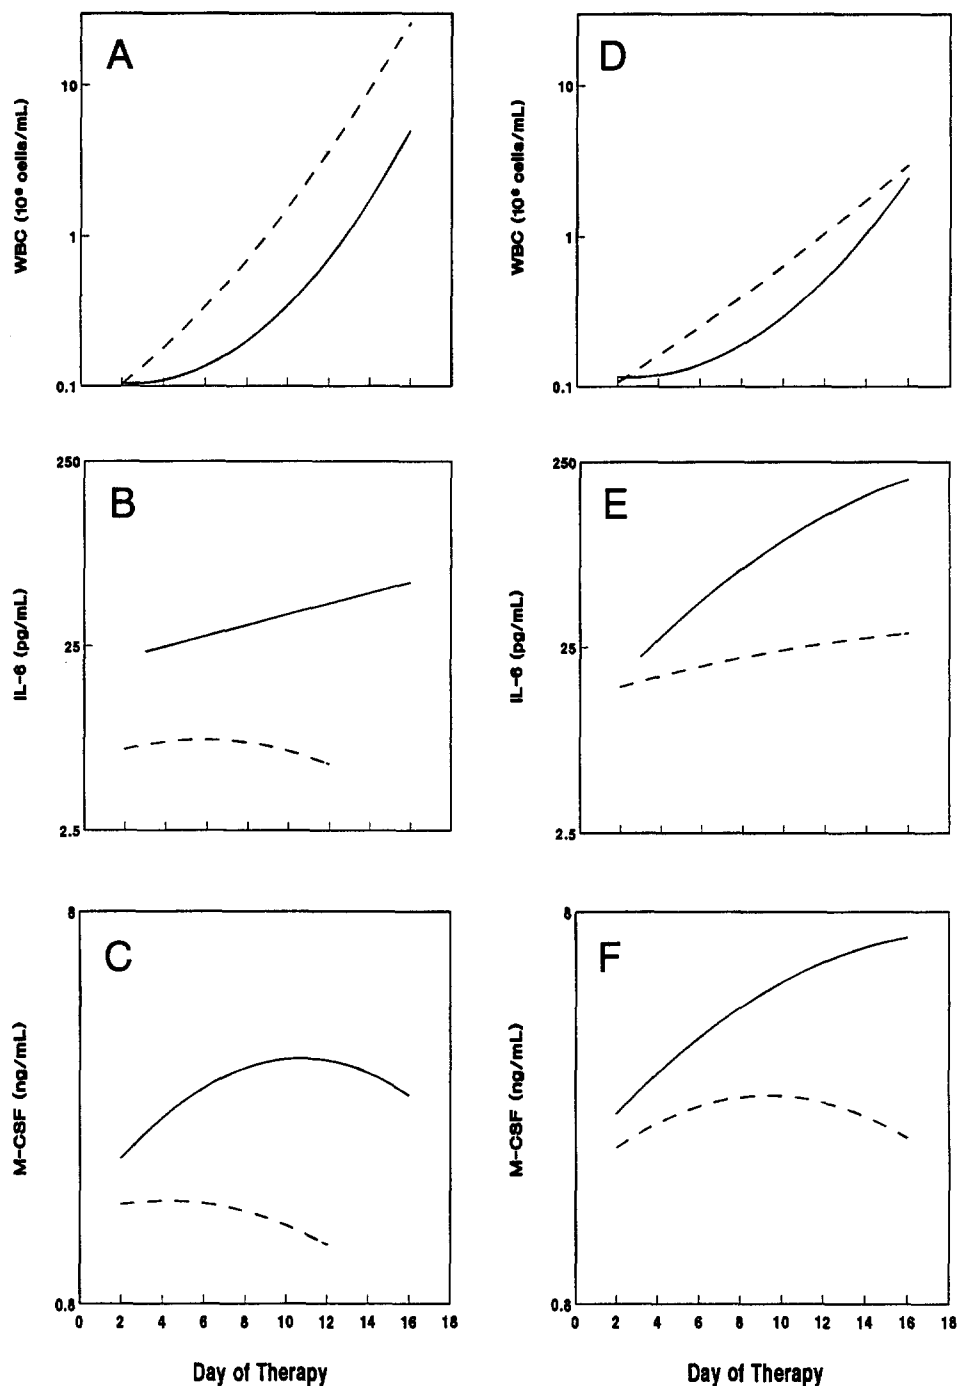 A
WBC (10⁶ cells/mL)
10
1
0.1
D
WBC (10⁶ cells/mL)
10
1
0.1
B
IL-6 (pg/mL)
250
25
2.5
E
IL-6 (pg/mL)
250
25
2.5
C
M-CSF (ng/mL)
8
0.8
0 2 4 6 8 10 12 14 16 18
Day of Therapy
F
M-CSF (ng/mL)
8
0.8
0 2 4 6 8 10 12 14 16 18
Day of Therapy